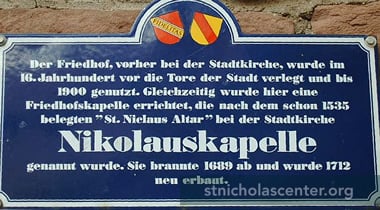 FIDELITAS
Der Friedhof, vorher bei der Stadtkirche, wurde im
16. Jahrhundert vor die Tore der Stadt verlegt und bis
1900 genutzt. Gleichzeitig wurde hier eine
Friedhofskapelle errichtet, die nach dem schon 1535
belegten "St. Niclaus Altar" bei der Stadtkirche
Nikolauskapelle
genannt wurde. Sie brannte 1689 ab und wurde 1712
neu erbaut.
stnicholascenter.org